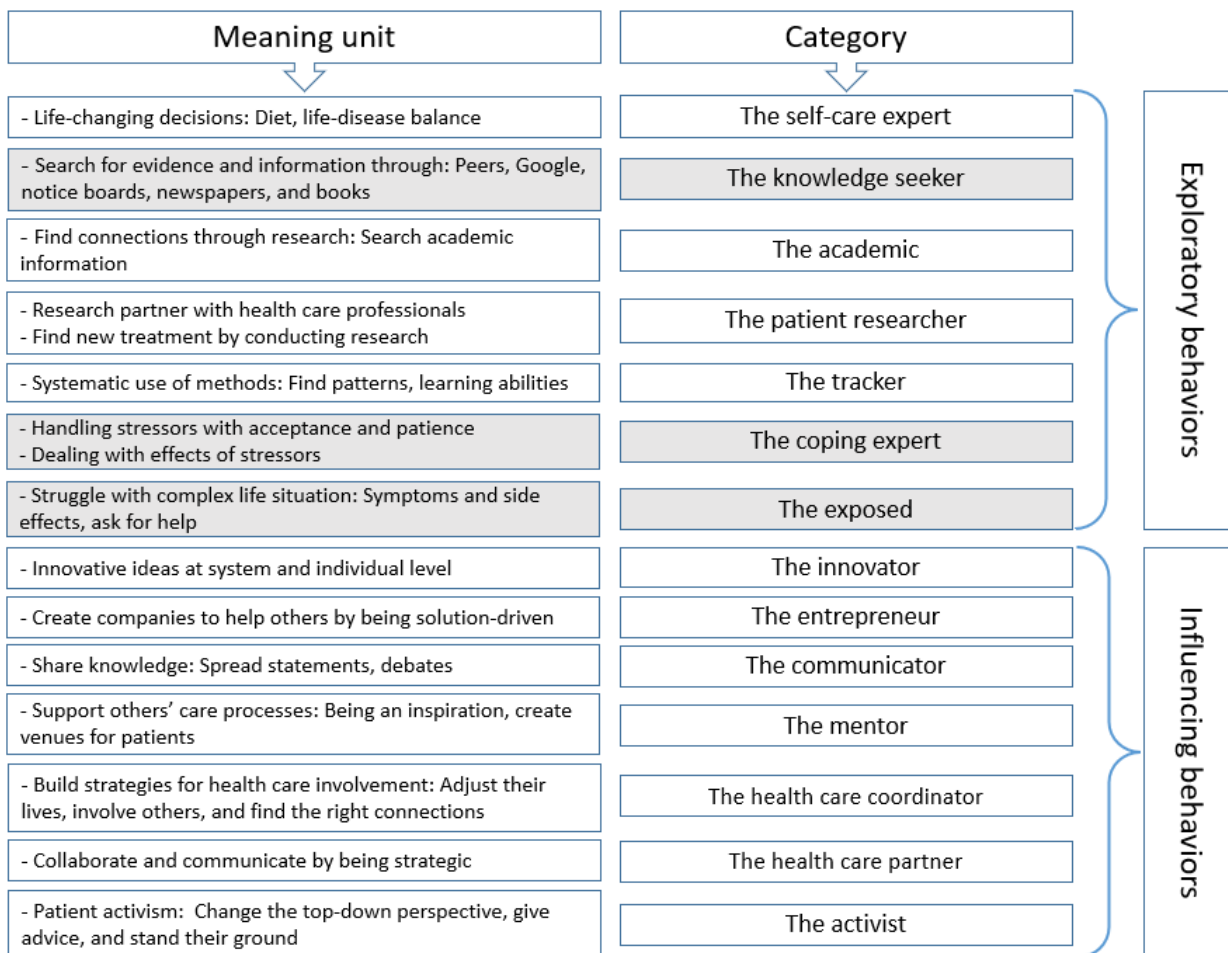 Meaning unit
Category
- Life-changing decisions: Diet, life-disease balance
The self-care expert
- Search for evidence and information through: Peers, Google,
notice boards, newspapers, and books
The knowledge seeker
- Find connections through research: Search academic
information
The academic
- Research partner with health care professionals
- Find new treatment by conducting research
The patient researcher
- Systematic use of methods: Find patterns, learning abilities
The tracker
- Handling stressors with acceptance and patience
- Dealing with effects of stressors
The coping expert
- Struggle with complex life situation: Symptoms and side
effects, ask for help
The exposed
Exploratory behaviors
- Innovative ideas at system and individual level
The innovator
- Create companies to help others by being solution-driven
The entrepreneur
- Share knowledge: Spread statements, debates
The communicator
- Support others’ care processes: Being an inspiration, create
venues for patients
The mentor
- Build strategies for health care involvement: Adjust their
lives, involve others, and find the right connections
The health care coordinator
- Collaborate and communicate by being strategic
The health care partner
- Patient activism:  Change the top-down perspective, give
advice, and stand their ground
The activist
Influencing behaviors